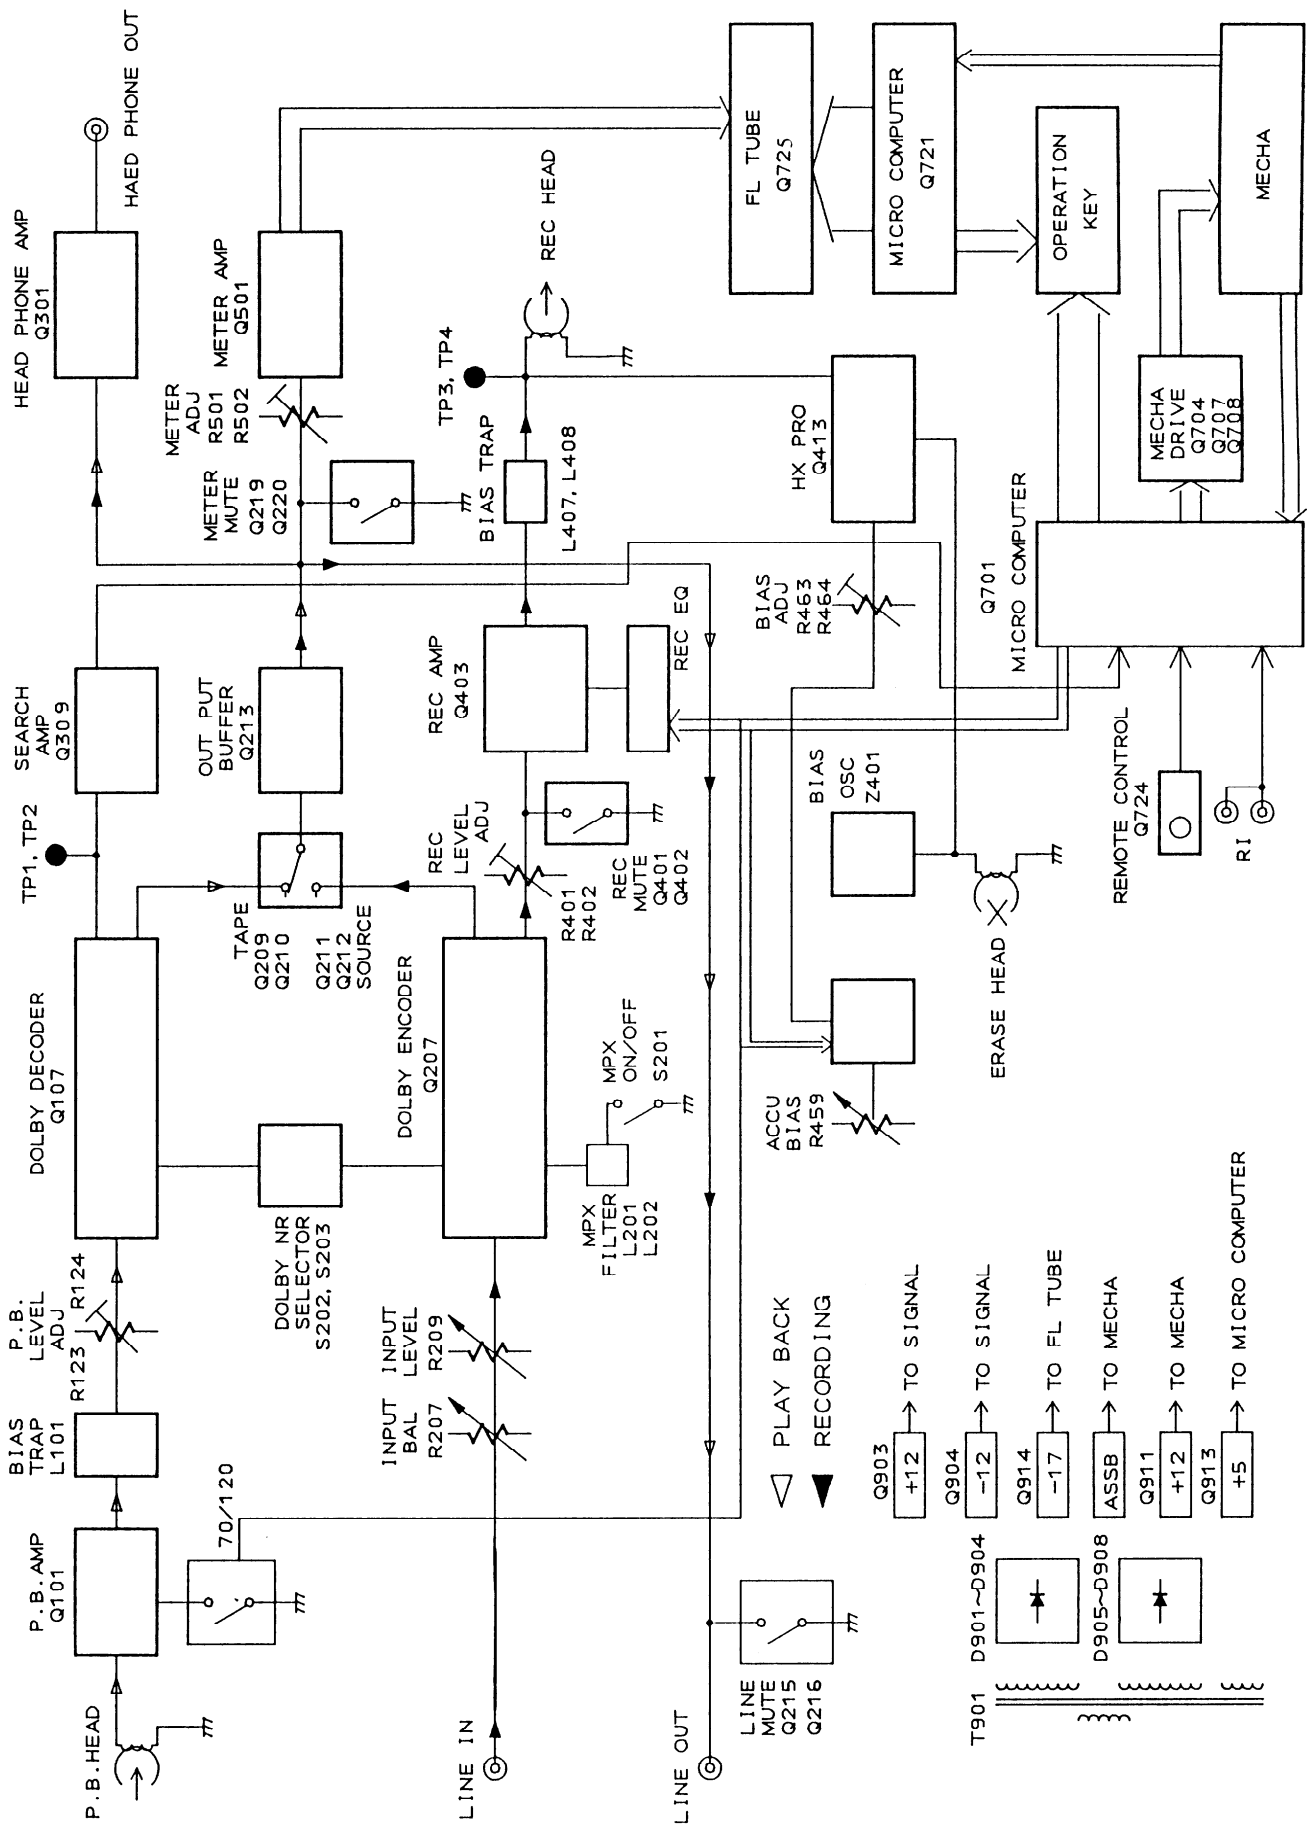 P.B.HEAD
P.B.AMP
Q101
70/120
BIAS
TRAP
L101
P.B.
LEVEL
ADJ
R123
R124
DOLBY DECODER
Q107
TP1, TP2
SEARCH
AMP
Q309
HEAD PHONE AMP
Q301
HAED PHONE OUT
DOLBY NR
SELECTOR
S202, S203
TAPE
Q209
Q210
Q211
Q212
SOURCE
OUT PUT
BUFFER
Q213
METER
MUTE
Q219
Q220
METER
ADJ
R501
R502
METER AMP
Q501
LINE IN
INPUT
BAL
R207
INPUT
LEVEL
R209
DOLBY ENCODER
Q207
MPX
FILTER
L201
L202
MPX
ON/OFF
S201
REC
LEVEL
ADJ
R401
R402
REC
MUTE
Q401
Q402
REC AMP
Q403
REC EQ
BIAS TRAP
L407, L408
TP3, TP4
REC HEAD
LINE OUT
LINE
MUTE
Q215
Q216
PLAY BACK
RECORDING
ACCU
BIAS
R459
BIAS
OSC
Z401
ERASE HEAD
BIAS
ADJ
R463
R464
HX PRO
Q413
FL TUBE
Q725
MICRO COMPUTER
Q721
OPERATION
KEY
MECHA
MECHA
DRIVE
Q704
Q707
Q708
Q701
MICRO COMPUTER
REMOTE CONTROL
Q724
RI
T901
D901~D904
D905~D908
Q903
+12
TO SIGNAL
Q904
-12
TO SIGNAL
Q914
-17
TO FL TUBE
ASSB
TO MECHA
Q911
+12
TO MECHA
Q913
+5
TO MICRO COMPUTER